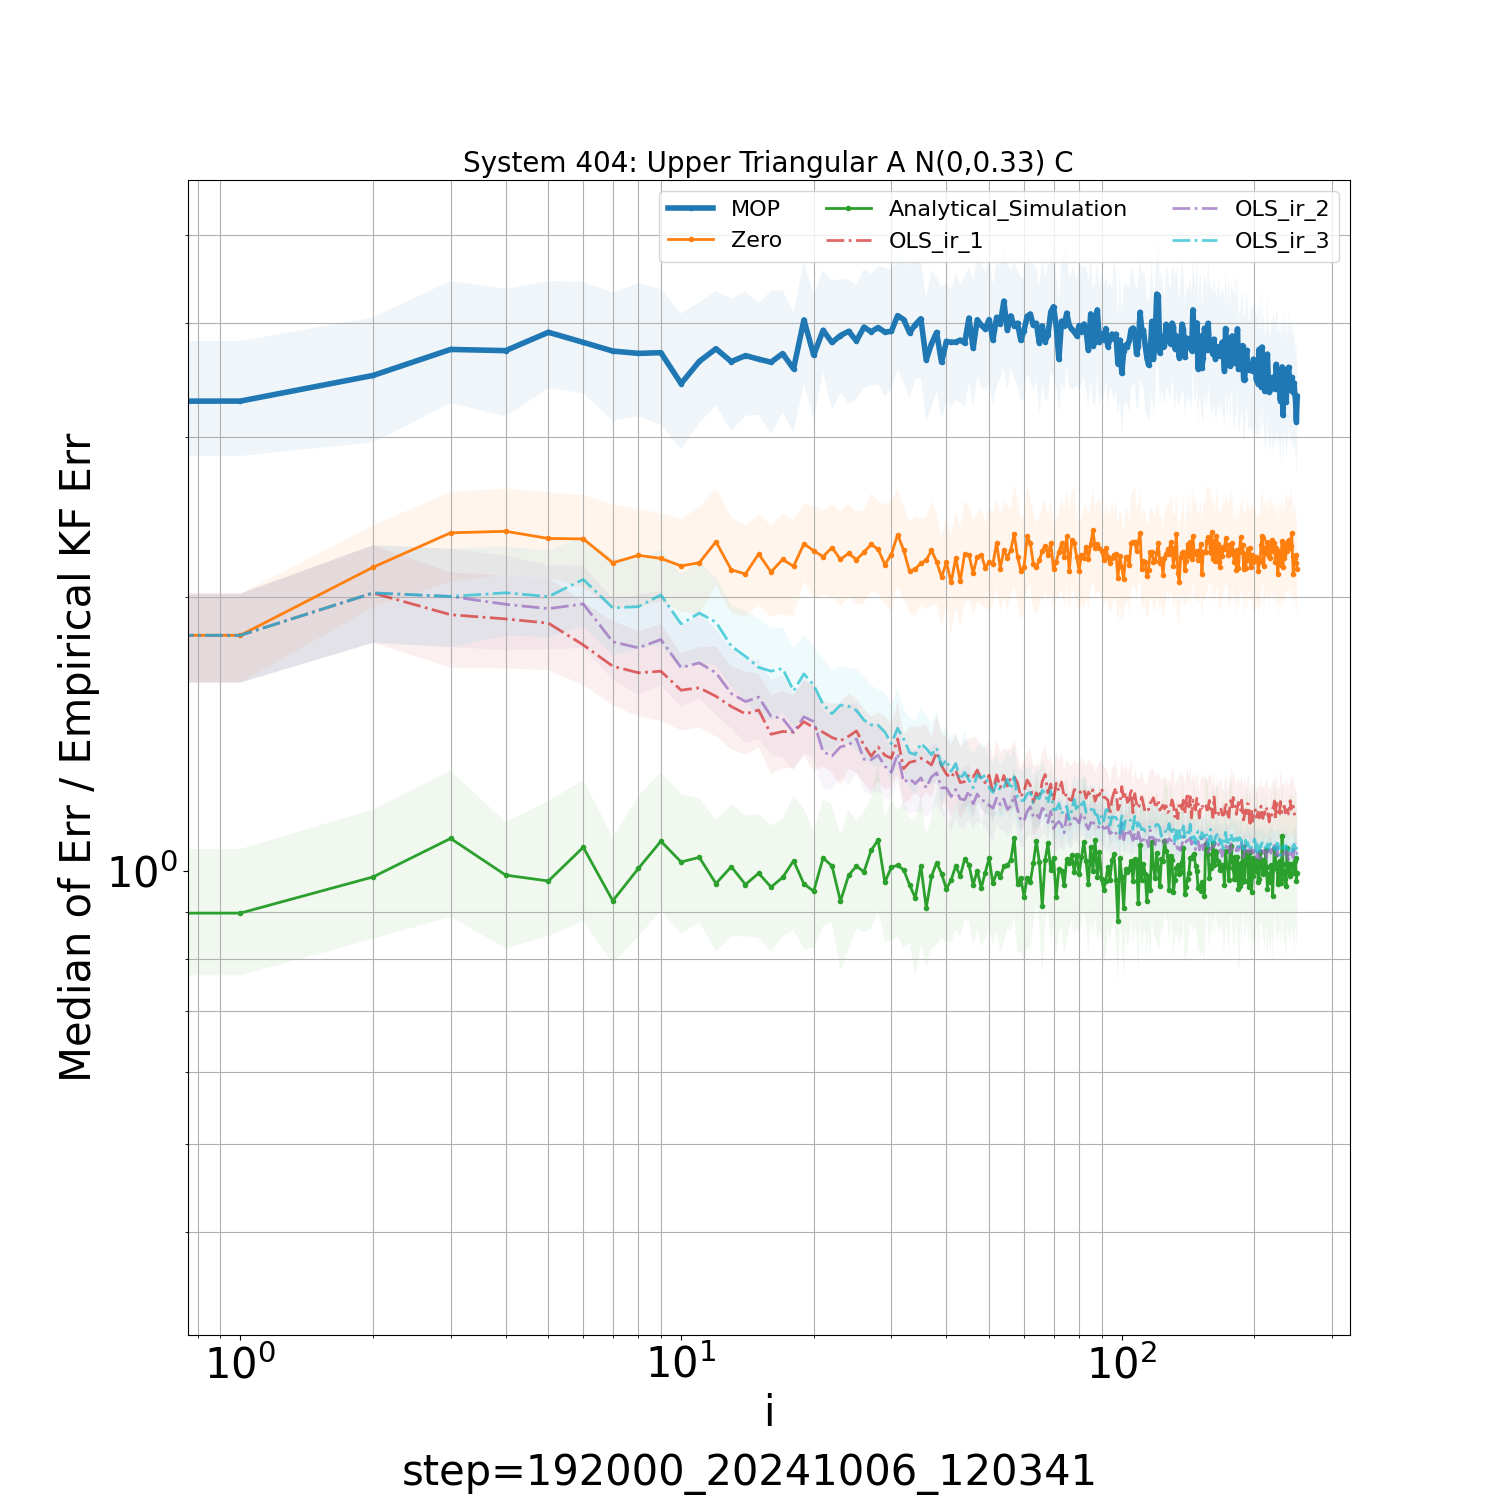 System 404: Upper Triangular A N(0,0.33) C
MOP
Zero
Analytical_Simulation
OLS_ir_1
OLS_ir_2
OLS_ir_3
Median of Err / Empirical KF Err
10⁰
10⁰
10¹
10²
i
step=192000_20241006_120341